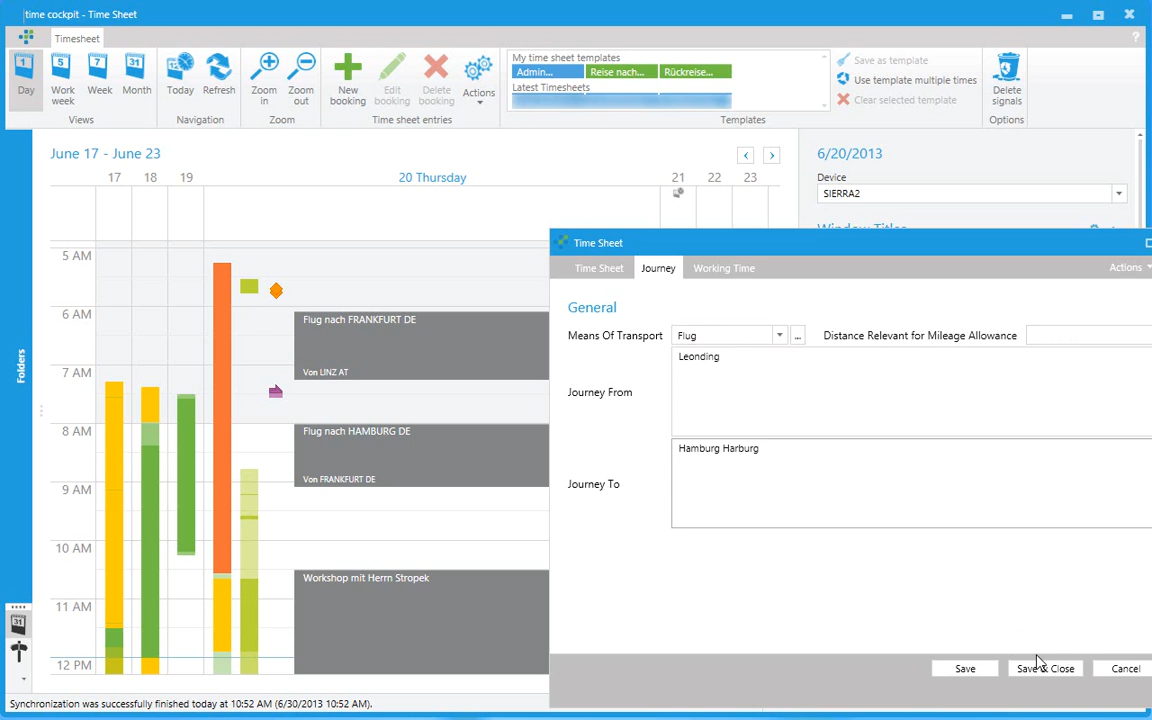 time cockpit - Time Sheet
Timesheet
?
1
5
7
31
Day
Work week
Week
Month
Views
Today
Refresh
Navigation
Zoom in
Zoom out
Zoom
New booking
Edit booking
Delete booking
Actions
Time sheet entries
My time sheet templates
Admin...
Reise nach...
Rückreise...
Latest Timesheets
Save as template
Use template multiple times
Clear selected template
Templates
Delete signals
Options
June 17 - June 23
6/20/2013
17
18
19
20 Thursday
21
22
23
Device
SIERRA2
Window Titles
5 AM
6 AM
7 AM
8 AM
9 AM
10 AM
11 AM
12 PM
Folders
31
Flug nach FRANKFURT DE
Von LINZ AT
Flug nach HAMBURG DE
Von FRANKFURT DE
Workshop mit Herrn Stropek
Time Sheet
Time Sheet
Journey
Working Time
Actions
General
Means Of Transport
Flug
...
Distance Relevant for Mileage Allowance
Journey From
Leonding
Journey To
Hamburg Harburg
Save
Save & Close
Cancel
Synchronization was successfully finished today at 10:52 AM (6/30/2013 10:52 AM).